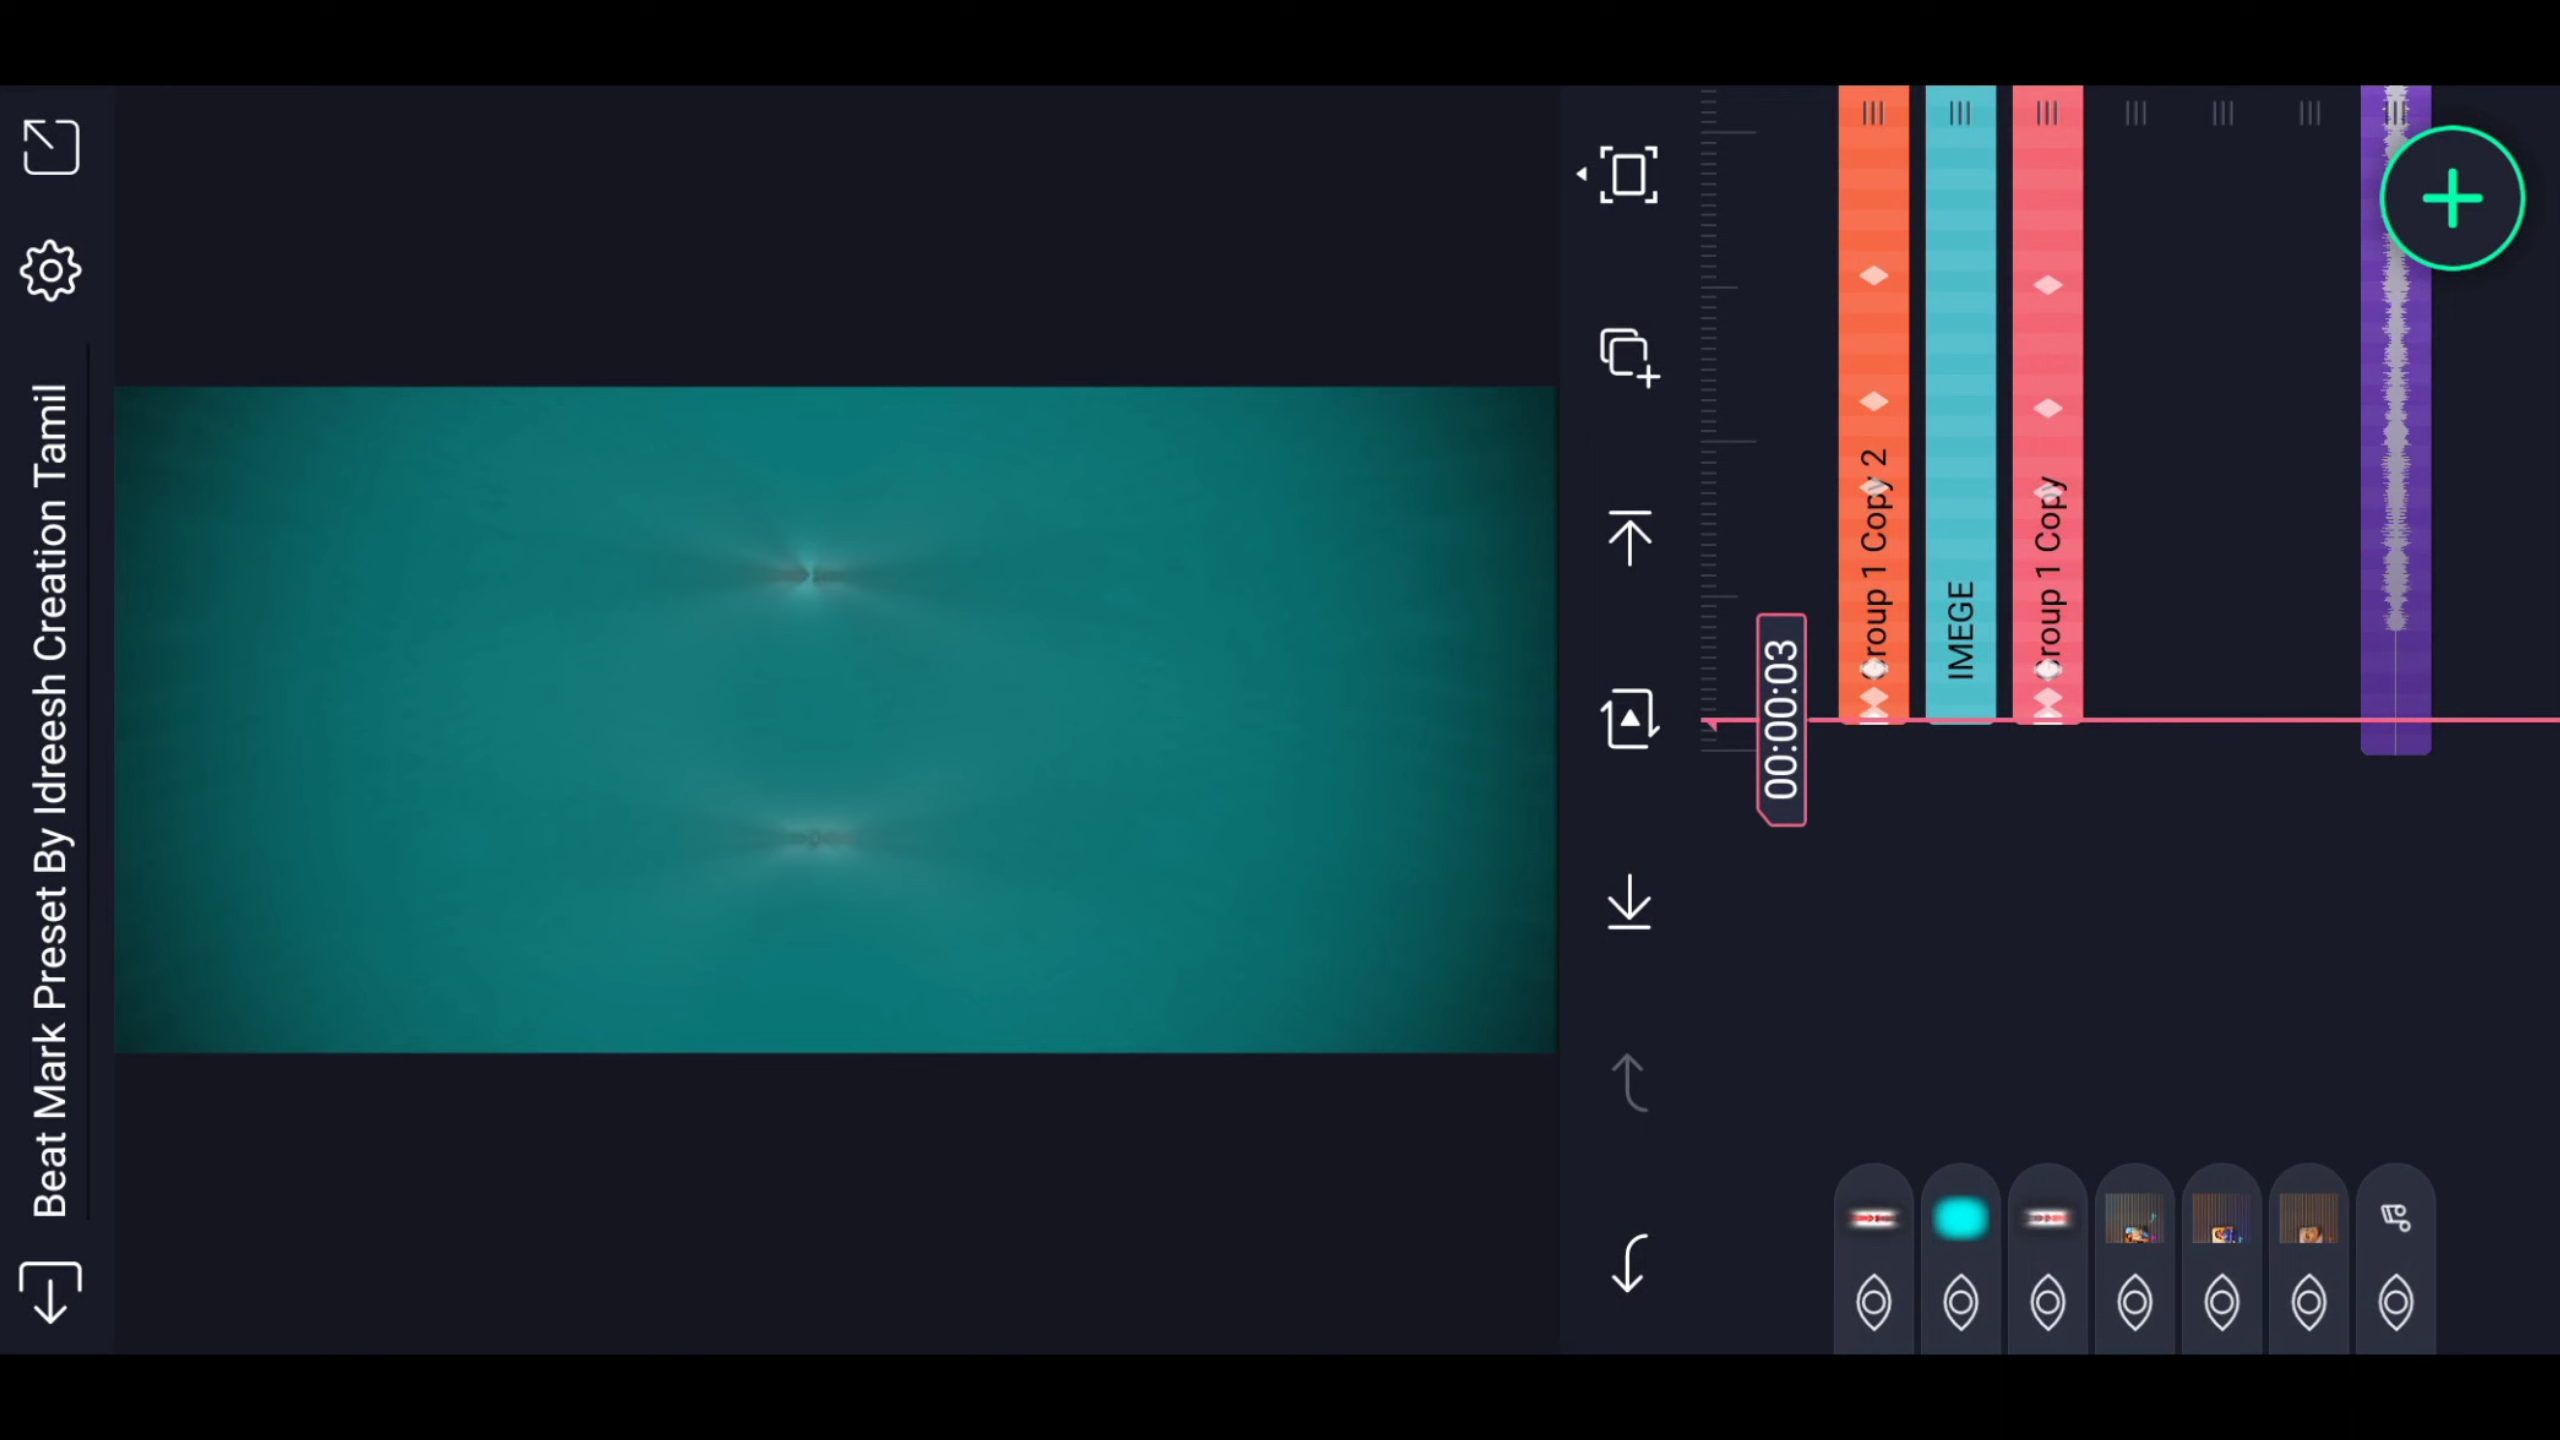 Beat Mark Preset By Idreesh Creation Tamil
00:00:03
Group 1 Copy 2
IMEGE
Group 1 Copy